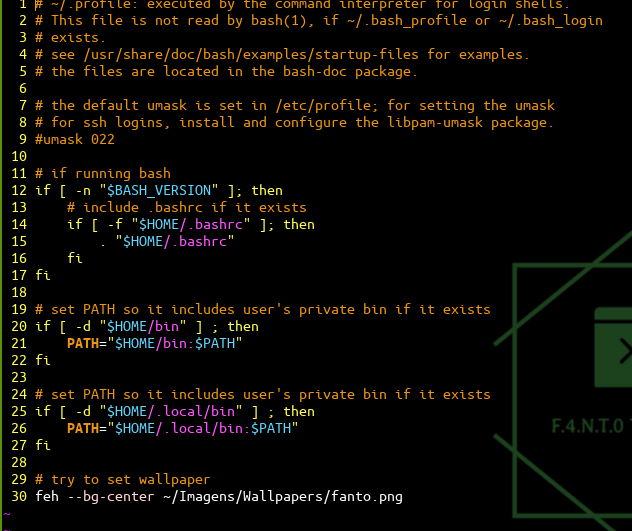 1 # ~/.profile: executed by the command interpreter for login shells.
2 # This file is not read by bash(1), if ~/.bash_profile or ~/.bash_login
3 # exists.
4 # see /usr/share/doc/bash/examples/startup-files for examples.
5 # the files are located in the bash-doc package.
6
7 # the default umask is set in /etc/profile; for setting the umask
8 # for ssh logins, install and configure the libpam-umask package.
9 #umask 022
10
11 # if running bash
12 if [ -n "$BASH_VERSION" ]; then
13     # include .bashrc if it exists
14     if [ -f "$HOME/.bashrc" ]; then
15         . "$HOME/.bashrc"
16     fi
17 fi
18
19 # set PATH so it includes user's private bin if it exists
20 if [ -d "$HOME/bin" ] ; then
21     PATH="$HOME/bin:$PATH"
22 fi
23
24 # set PATH so it includes user's private bin if it exists
25 if [ -d "$HOME/.local/bin" ] ; then
26     PATH="$HOME/.local/bin:$PATH"
27 fi
28
29 # try to set wallpaper
30 feh --bg-center ~/Imagens/Wallpapers/fanto.png
~
~
F.4.N.T.0